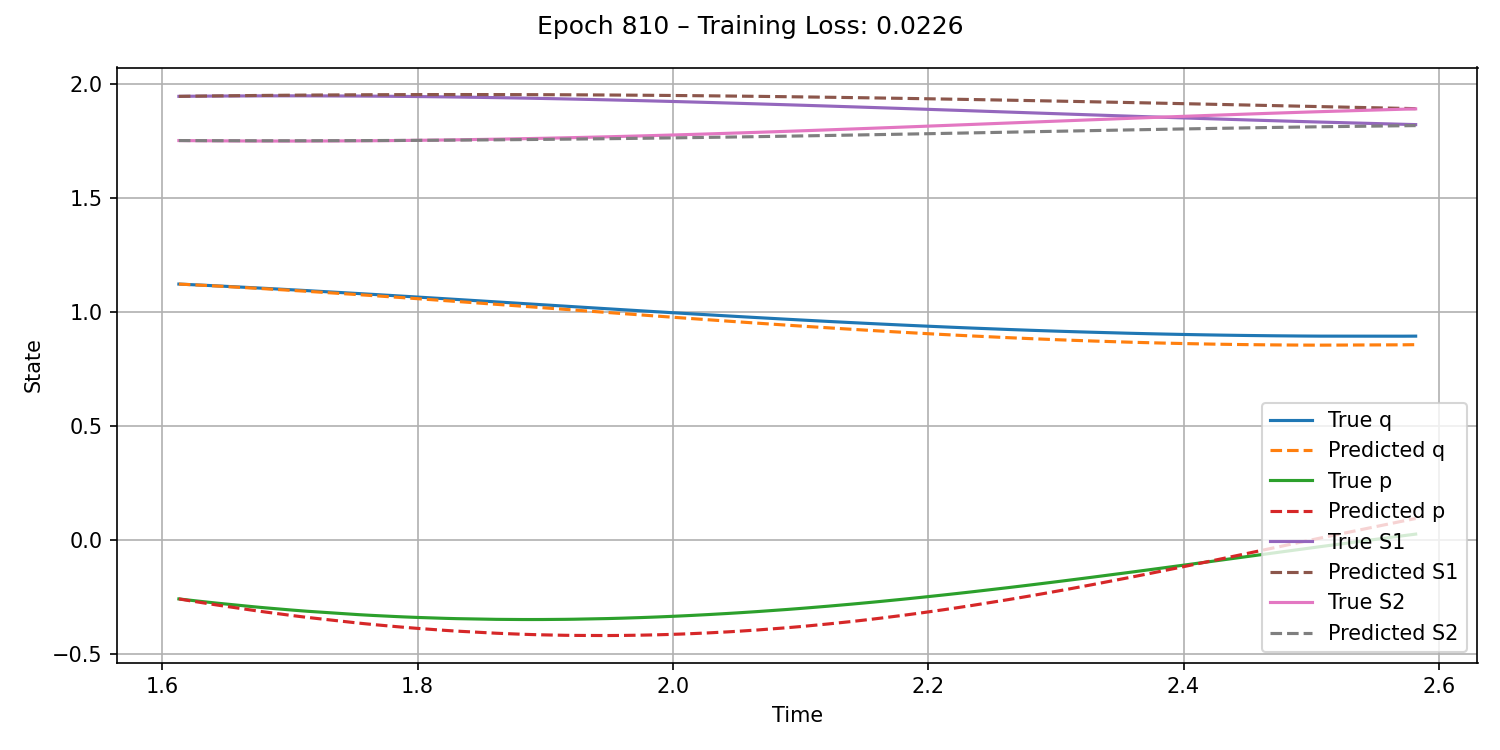 Epoch 810 – Training Loss: 0.0226
2.0
1.5
1.0
0.5
0.0
−0.5
State
True q
Predicted q
True p
Predicted p
True S1
Predicted S1
True S2
Predicted S2
1.6 1.8 2.0 2.2 2.4 2.6
Time